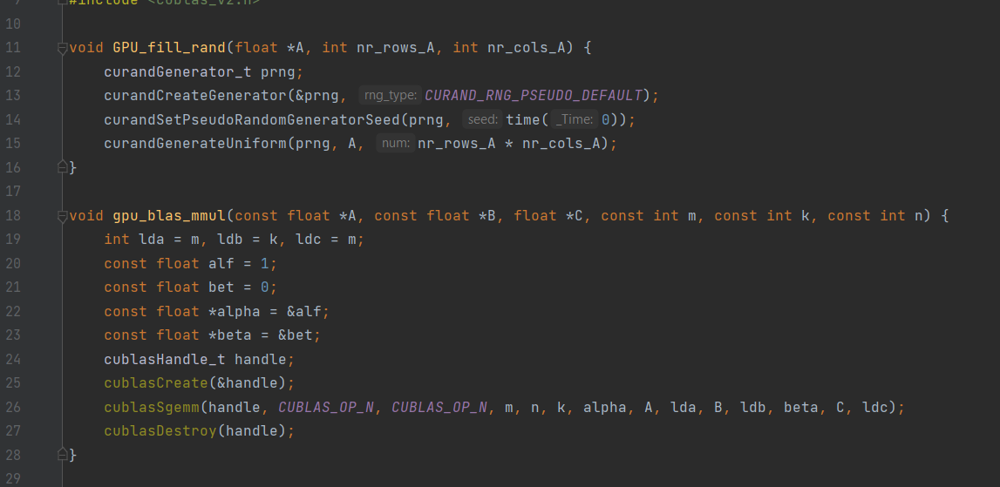 9 #include <cublas_v2.h>
10
11 void GPU_fill_rand(float *A, int nr_rows_A, int nr_cols_A) {
12 curandGenerator_t prng;
13 curandCreateGenerator(&prng, rng_type: CURAND_RNG_PSEUDO_DEFAULT);
14 curandSetPseudoRandomGeneratorSeed(prng, seed: time( _Time: 0));
15 curandGenerateUniform(prng, A, num: nr_rows_A * nr_cols_A);
16 }
17
18 void gpu_blas_mmul(const float *A, const float *B, float *C, const int m, const int k, const int n) {
19 int lda = m, ldb = k, ldc = m;
20 const float alf = 1;
21 const float bet = 0;
22 const float *alpha = &alf;
23 const float *beta = &bet;
24 cublasHandle_t handle;
25 cublasCreate(&handle);
26 cublasSgemm(handle, CUBLAS_OP_N, CUBLAS_OP_N, m, n, k, alpha, A, lda, B, ldb, beta, C, ldc);
27 cublasDestroy(handle);
28 }
29